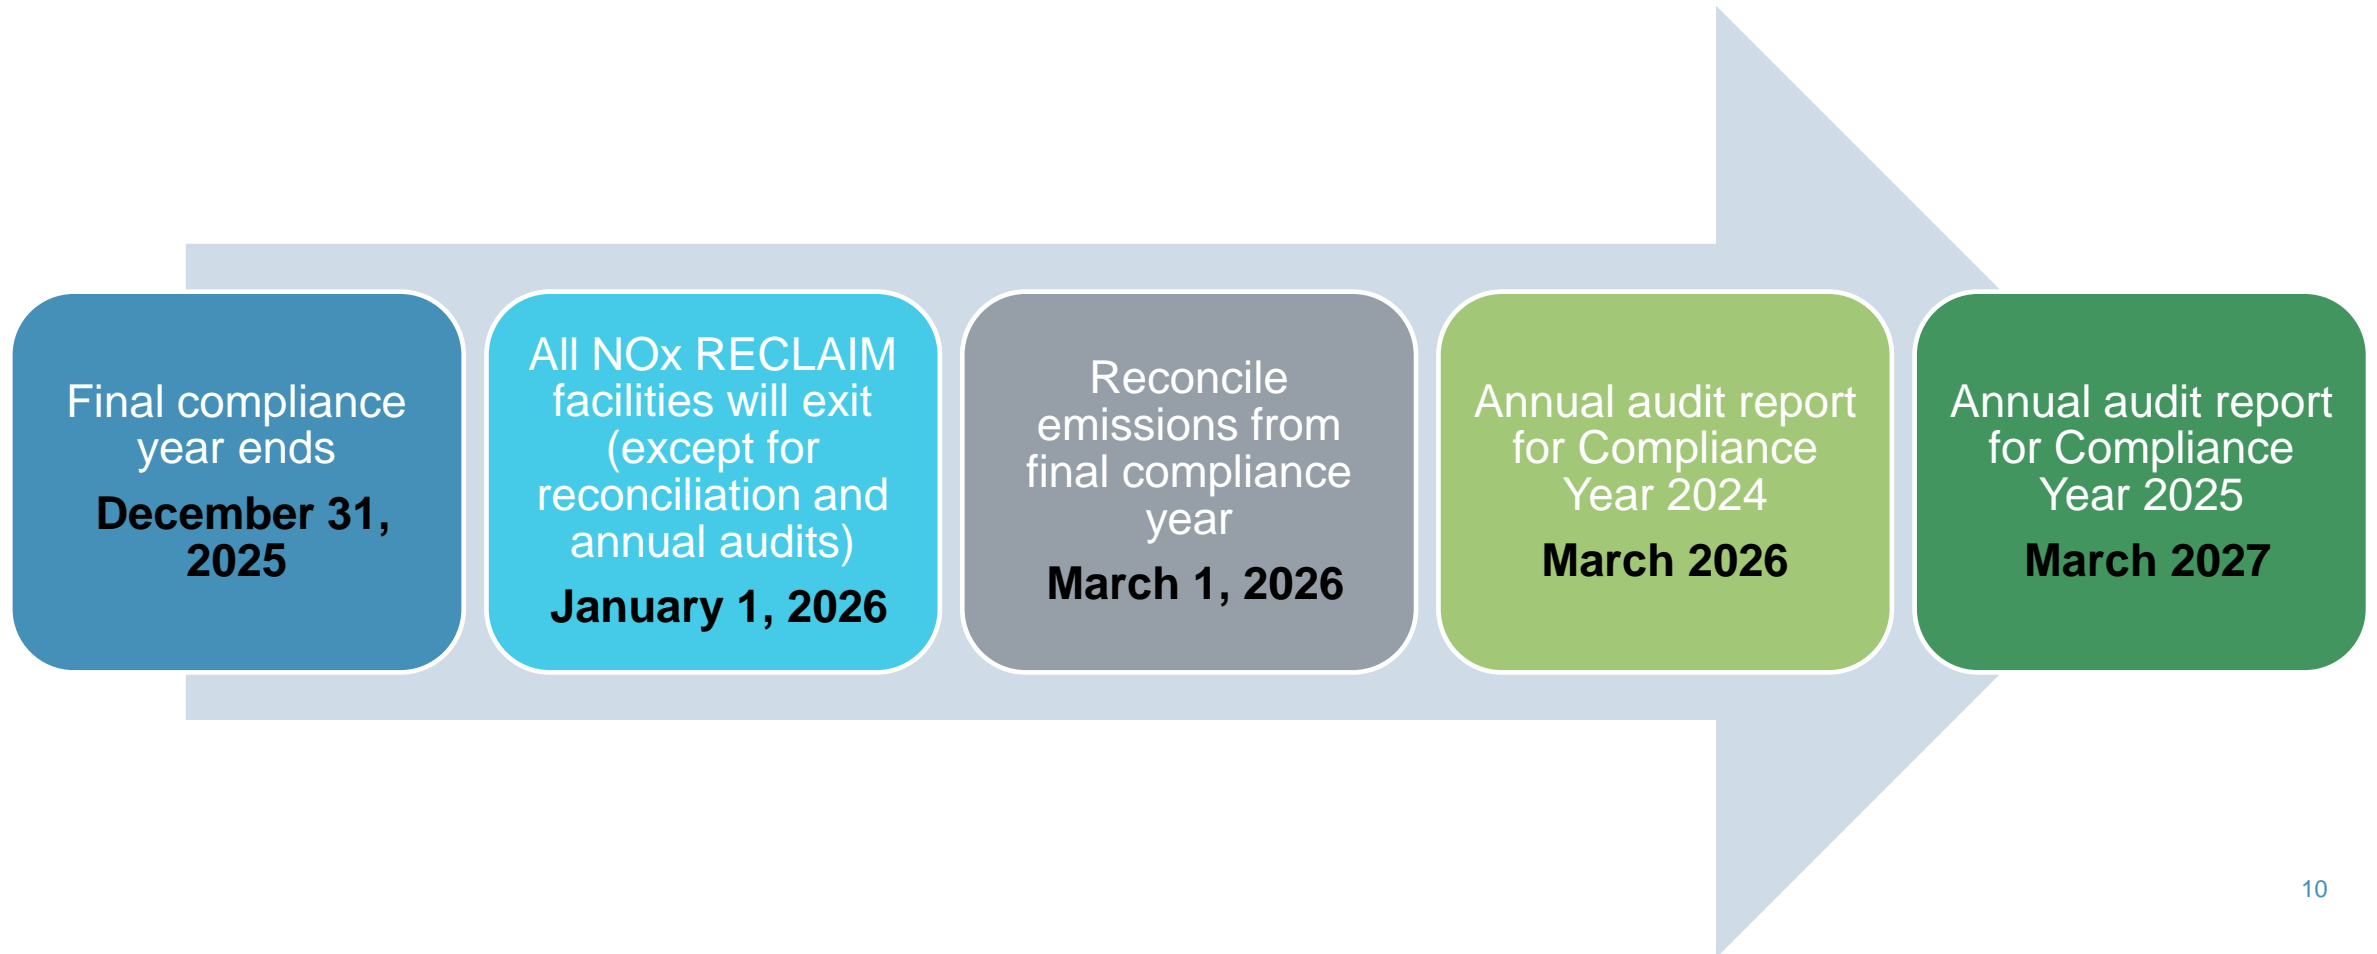 Final compliance
year ends
December 31,
2025
All NOx RECLAIM
facilities will exit
(except for
reconciliation and
annual audits)
January 1, 2026
Reconcile
emissions from
final compliance
year
March 1, 2026
Annual audit report
for Compliance
Year 2024
March 2026
Annual audit report
for Compliance
Year 2025
March 2027
10